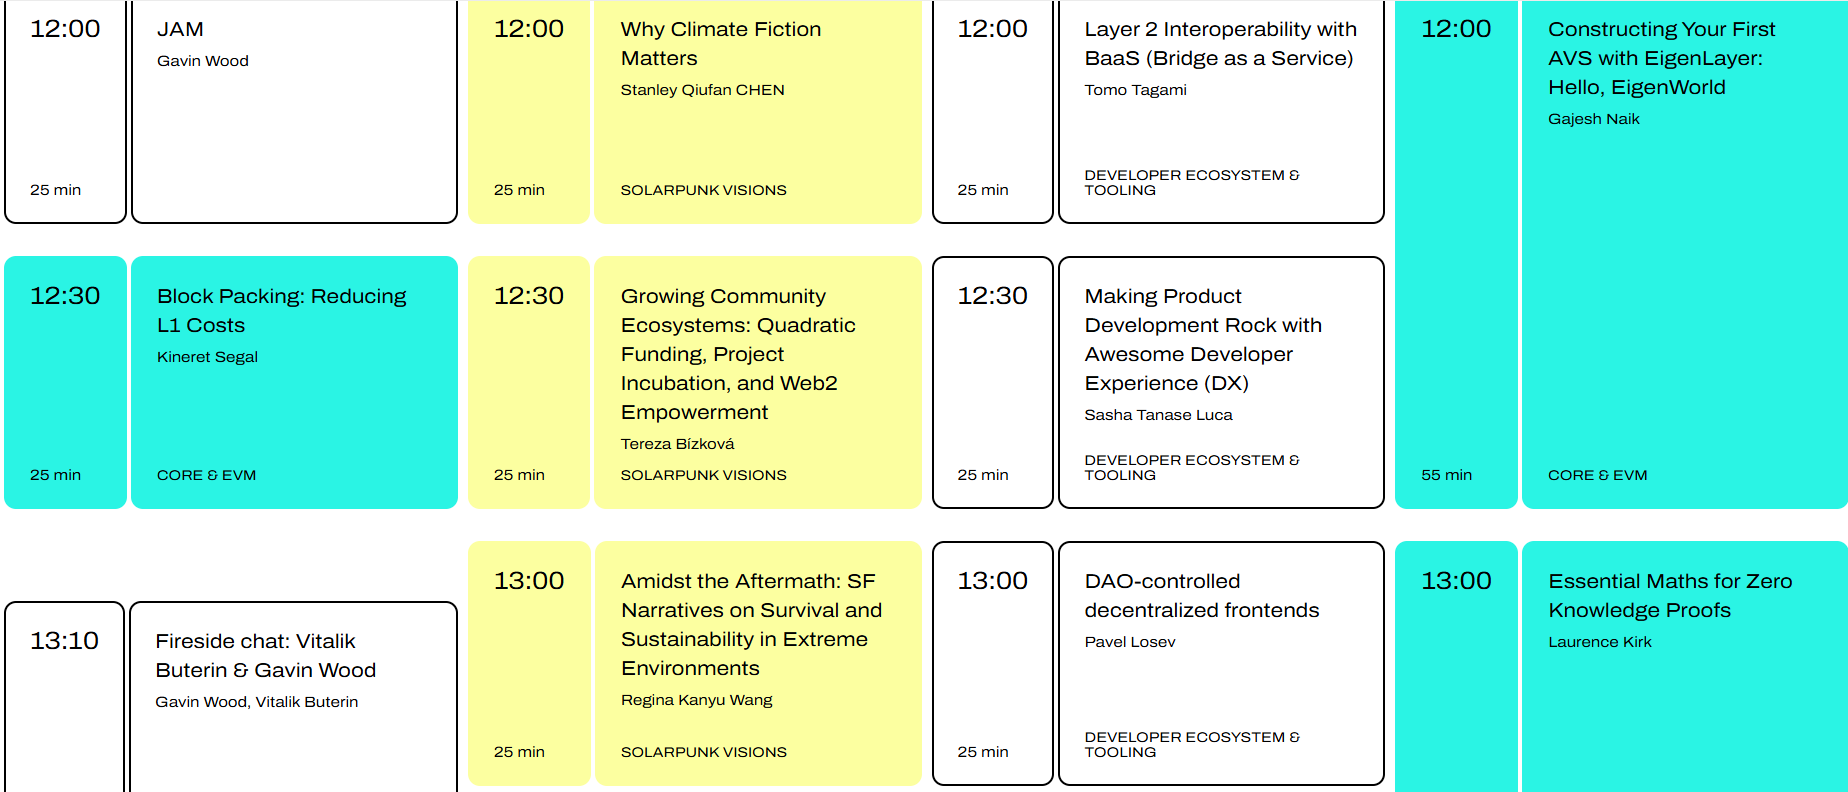 12:00
JAM
Gavin Wood
25 min
12:00
Why Climate Fiction
Matters
Stanley Qiufan CHEN
25 min
SOLARPUNK VISIONS
12:00
Layer 2 Interoperability with
BaaS (Bridge as a Service)
Tomo Tagami
25 min
DEVELOPER ECOSYSTEM &
TOOLING
12:00
Constructing Your First
AVS with EigenLayer:
Hello, EigenWorld
Gajesh Naik
55 min
CORE & EVM
12:30
Block Packing: Reducing
L1 Costs
Kineret Segal
25 min
CORE & EVM
12:30
Growing Community
Ecosystems: Quadratic
Funding, Project
Incubation, and Web2
Empowerment
Tereza Bízková
25 min
SOLARPUNK VISIONS
12:30
Making Product
Development Rock with
Awesome Developer
Experience (DX)
Sasha Tanase Luca
25 min
DEVELOPER ECOSYSTEM &
TOOLING
13:10
Fireside chat: Vitalik
Buterin & Gavin Wood
Gavin Wood, Vitalik Buterin
13:00
Amidst the Aftermath: SF
Narratives on Survival and
Sustainability in Extreme
Environments
Regina Kanyu Wang
25 min
SOLARPUNK VISIONS
13:00
DAO-controlled
decentralized frontends
Pavel Losev
25 min
DEVELOPER ECOSYSTEM &
TOOLING
13:00
Essential Maths for Zero
Knowledge Proofs
Laurence Kirk